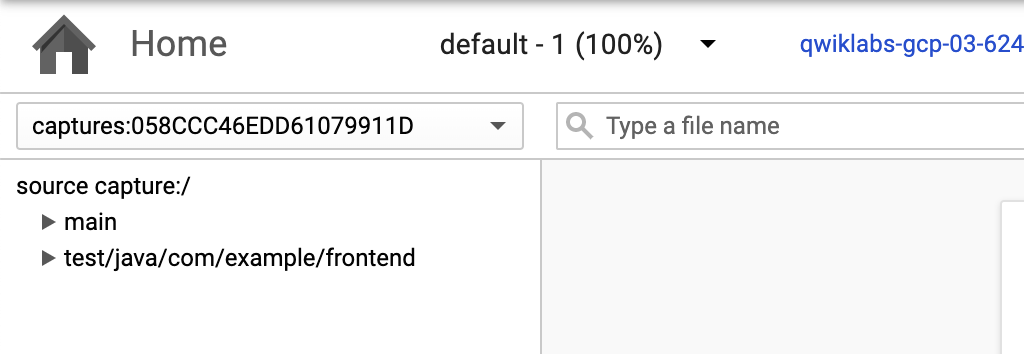 Home
default - 1 (100%)
qwiklabs-gcp-03-624
captures:058CCC46EDD61079911D
Type a file name
source capture:/
main
test/java/com/example/frontend